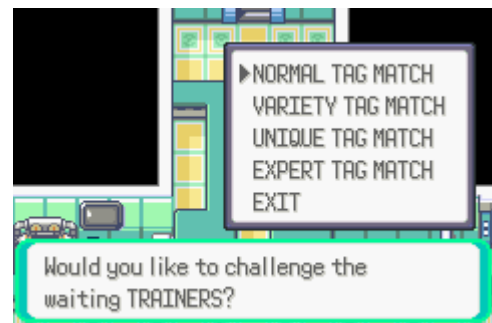 ▶NORMAL TAG MATCH
VARIETY TAG MATCH
UNIQUE TAG MATCH
EXPERT TAG MATCH
EXIT
Would you like to challenge the
waiting TRAINERS?